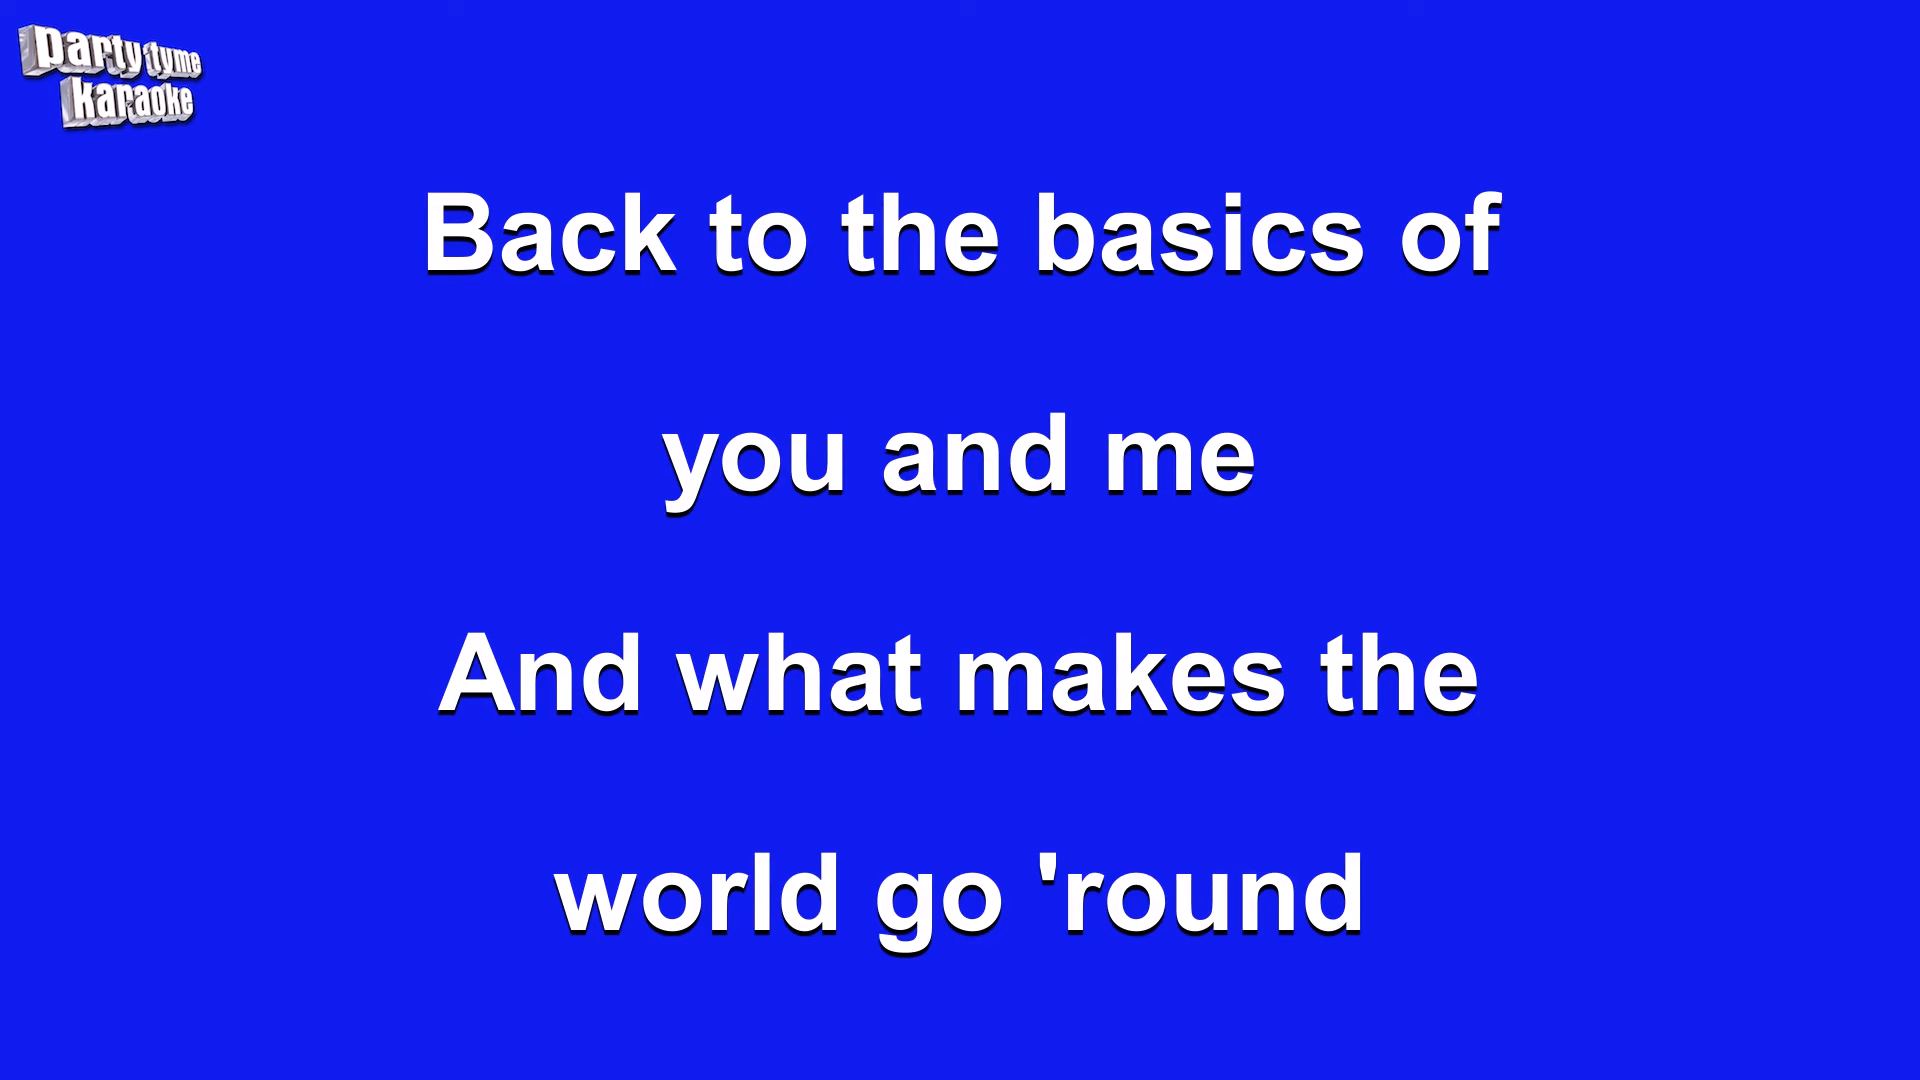 party tyme
karaoke
Back to the basics of
you and me
And what makes the
world go 'round